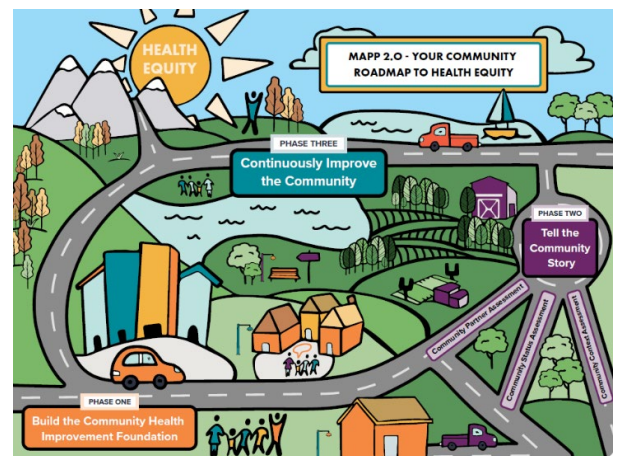 HEALTH
EQUITY
MAPP 2.0 - YOUR COMMUNITY
ROADMAP TO HEALTH EQUITY
PHASE THREE
Continuously Improve
the Community
PHASE TWO
Tell the
Community
Story
Community Partner Assessment
Community Status Assessment
Community Context Assessment
PHASE ONE
Build the Community Health
Improvement Foundation